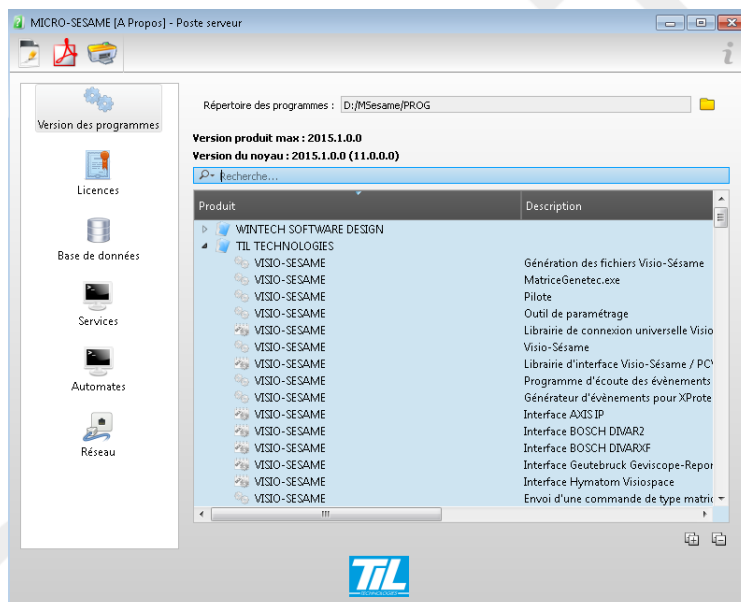 MICRO-SESAME [A Propos] - Poste serveur
Répertoire des programmes : D:/MSesame/PROG
Version des programmes
Version produit max : 2015.1.0.0
Version du noyau : 2015.1.0.0 (11.0.0.0)
Recherche...
Licences
Produit Description
WINTECH SOFTWARE DESIGN
TIL TECHNOLOGIES
VISIO-SESAME Génération des fichiers Visio-Sésame
Base de données
VISIO-SESAME MatriceGenetec.exe
VISIO-SESAME Pilote
VISIO-SESAME Outil de paramétrage
Services
VISIO-SESAME Librairie de connexion universelle Visio
VISIO-SESAME Visio-Sésame
VISIO-SESAME Librairie d'interface Visio-Sésame / PC
VISIO-SESAME Programme d'écoute des évènements
Automates
VISIO-SESAME Générateur d'évènements pour XProte
VISIO-SESAME Interface AXIS IP
VISIO-SESAME Interface BOSCH DIVAR2
VISIO-SESAME Interface BOSCH DIVARXF
Réseau
VISIO-SESAME Interface Geutebruck Geviscope-Repor
VISIO-SESAME Interface Hymatom Visiospace
VISIO-SESAME Envoi d'une commande de type matric
TIL
TECHNOLOGIES